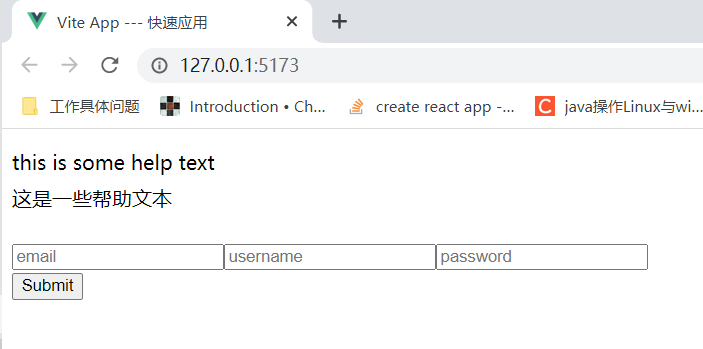 Vite App --- 快速应用
127.0.0.1:5173
工作具体问题 Introduction • Ch... create react app -... java操作Linux与wi...
this is some help text
这是一些帮助文本
email username password
Submit